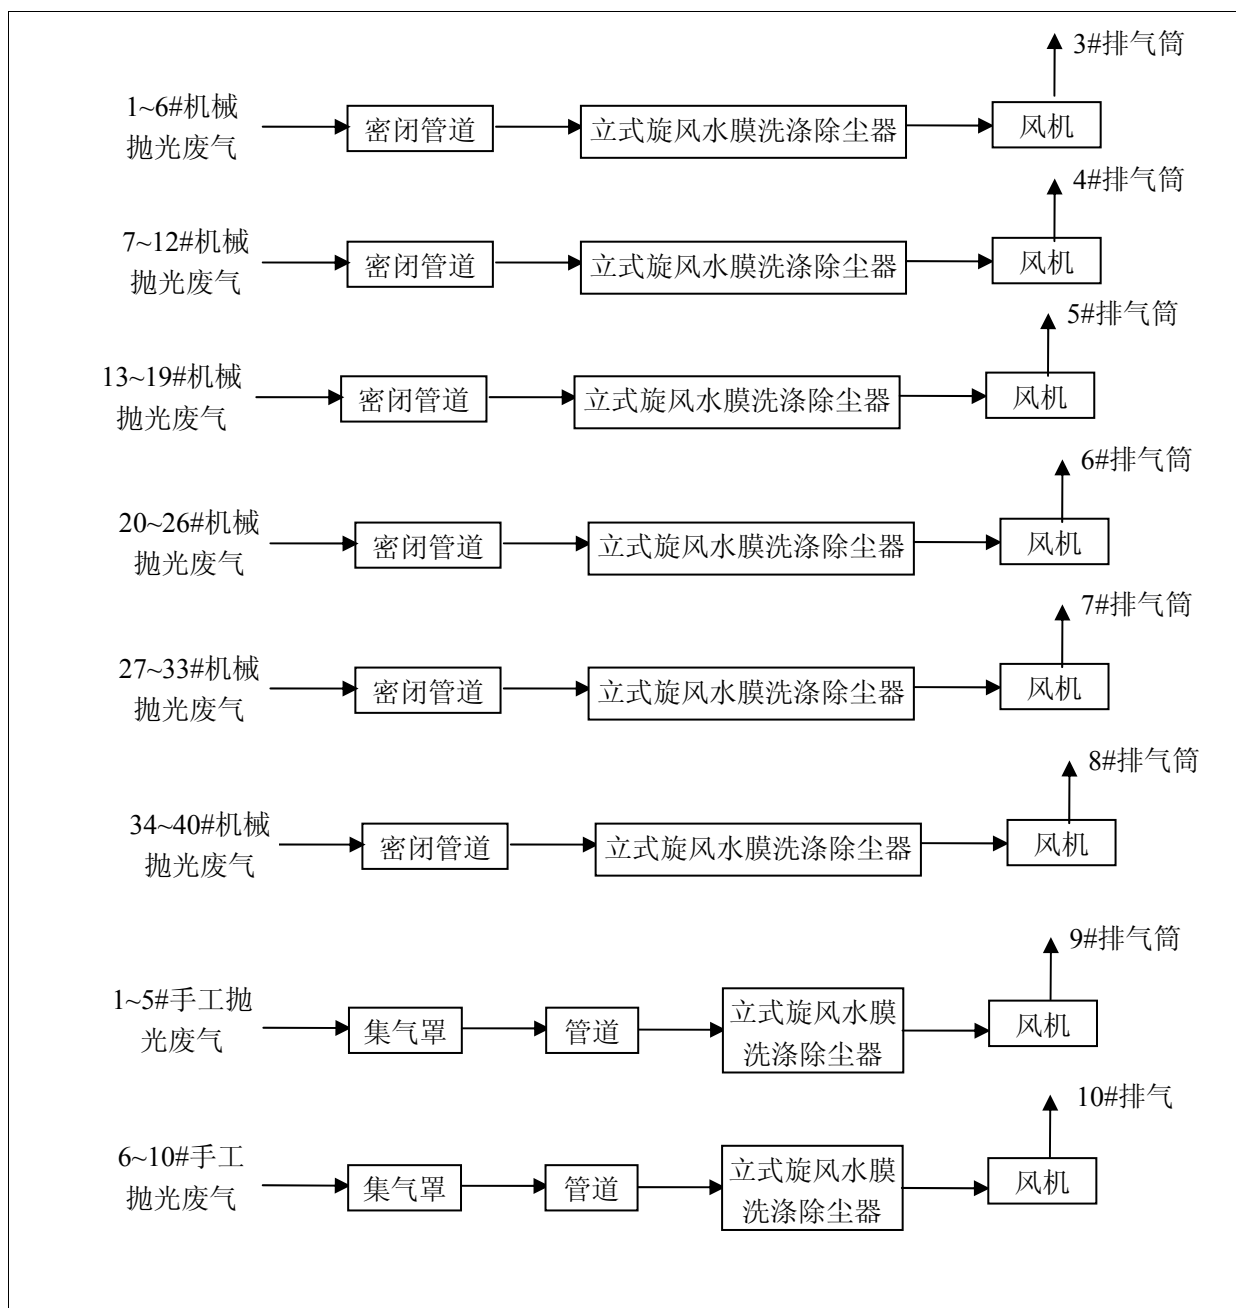 3#排气筒
1~6#机械
抛光废气
密闭管道
立式旋风水膜洗涤除尘器
风机
4#排气筒
7~12#机械
抛光废气
密闭管道
立式旋风水膜洗涤除尘器
风机
5#排气筒
13~19#机械
抛光废气
密闭管道
立式旋风水膜洗涤除尘器
风机
6#排气筒
20~26#机械
抛光废气
密闭管道
立式旋风水膜洗涤除尘器
风机
7#排气筒
27~33#机械
抛光废气
密闭管道
立式旋风水膜洗涤除尘器
风机
8#排气筒
34~40#机械
抛光废气
密闭管道
立式旋风水膜洗涤除尘器
风机
9#排气筒
1~5#手工抛
光废气
集气罩
管道
立式旋风水膜
洗涤除尘器
风机
10#排气
6~10#手工
抛光废气
集气罩
管道
立式旋风水膜
洗涤除尘器
风机